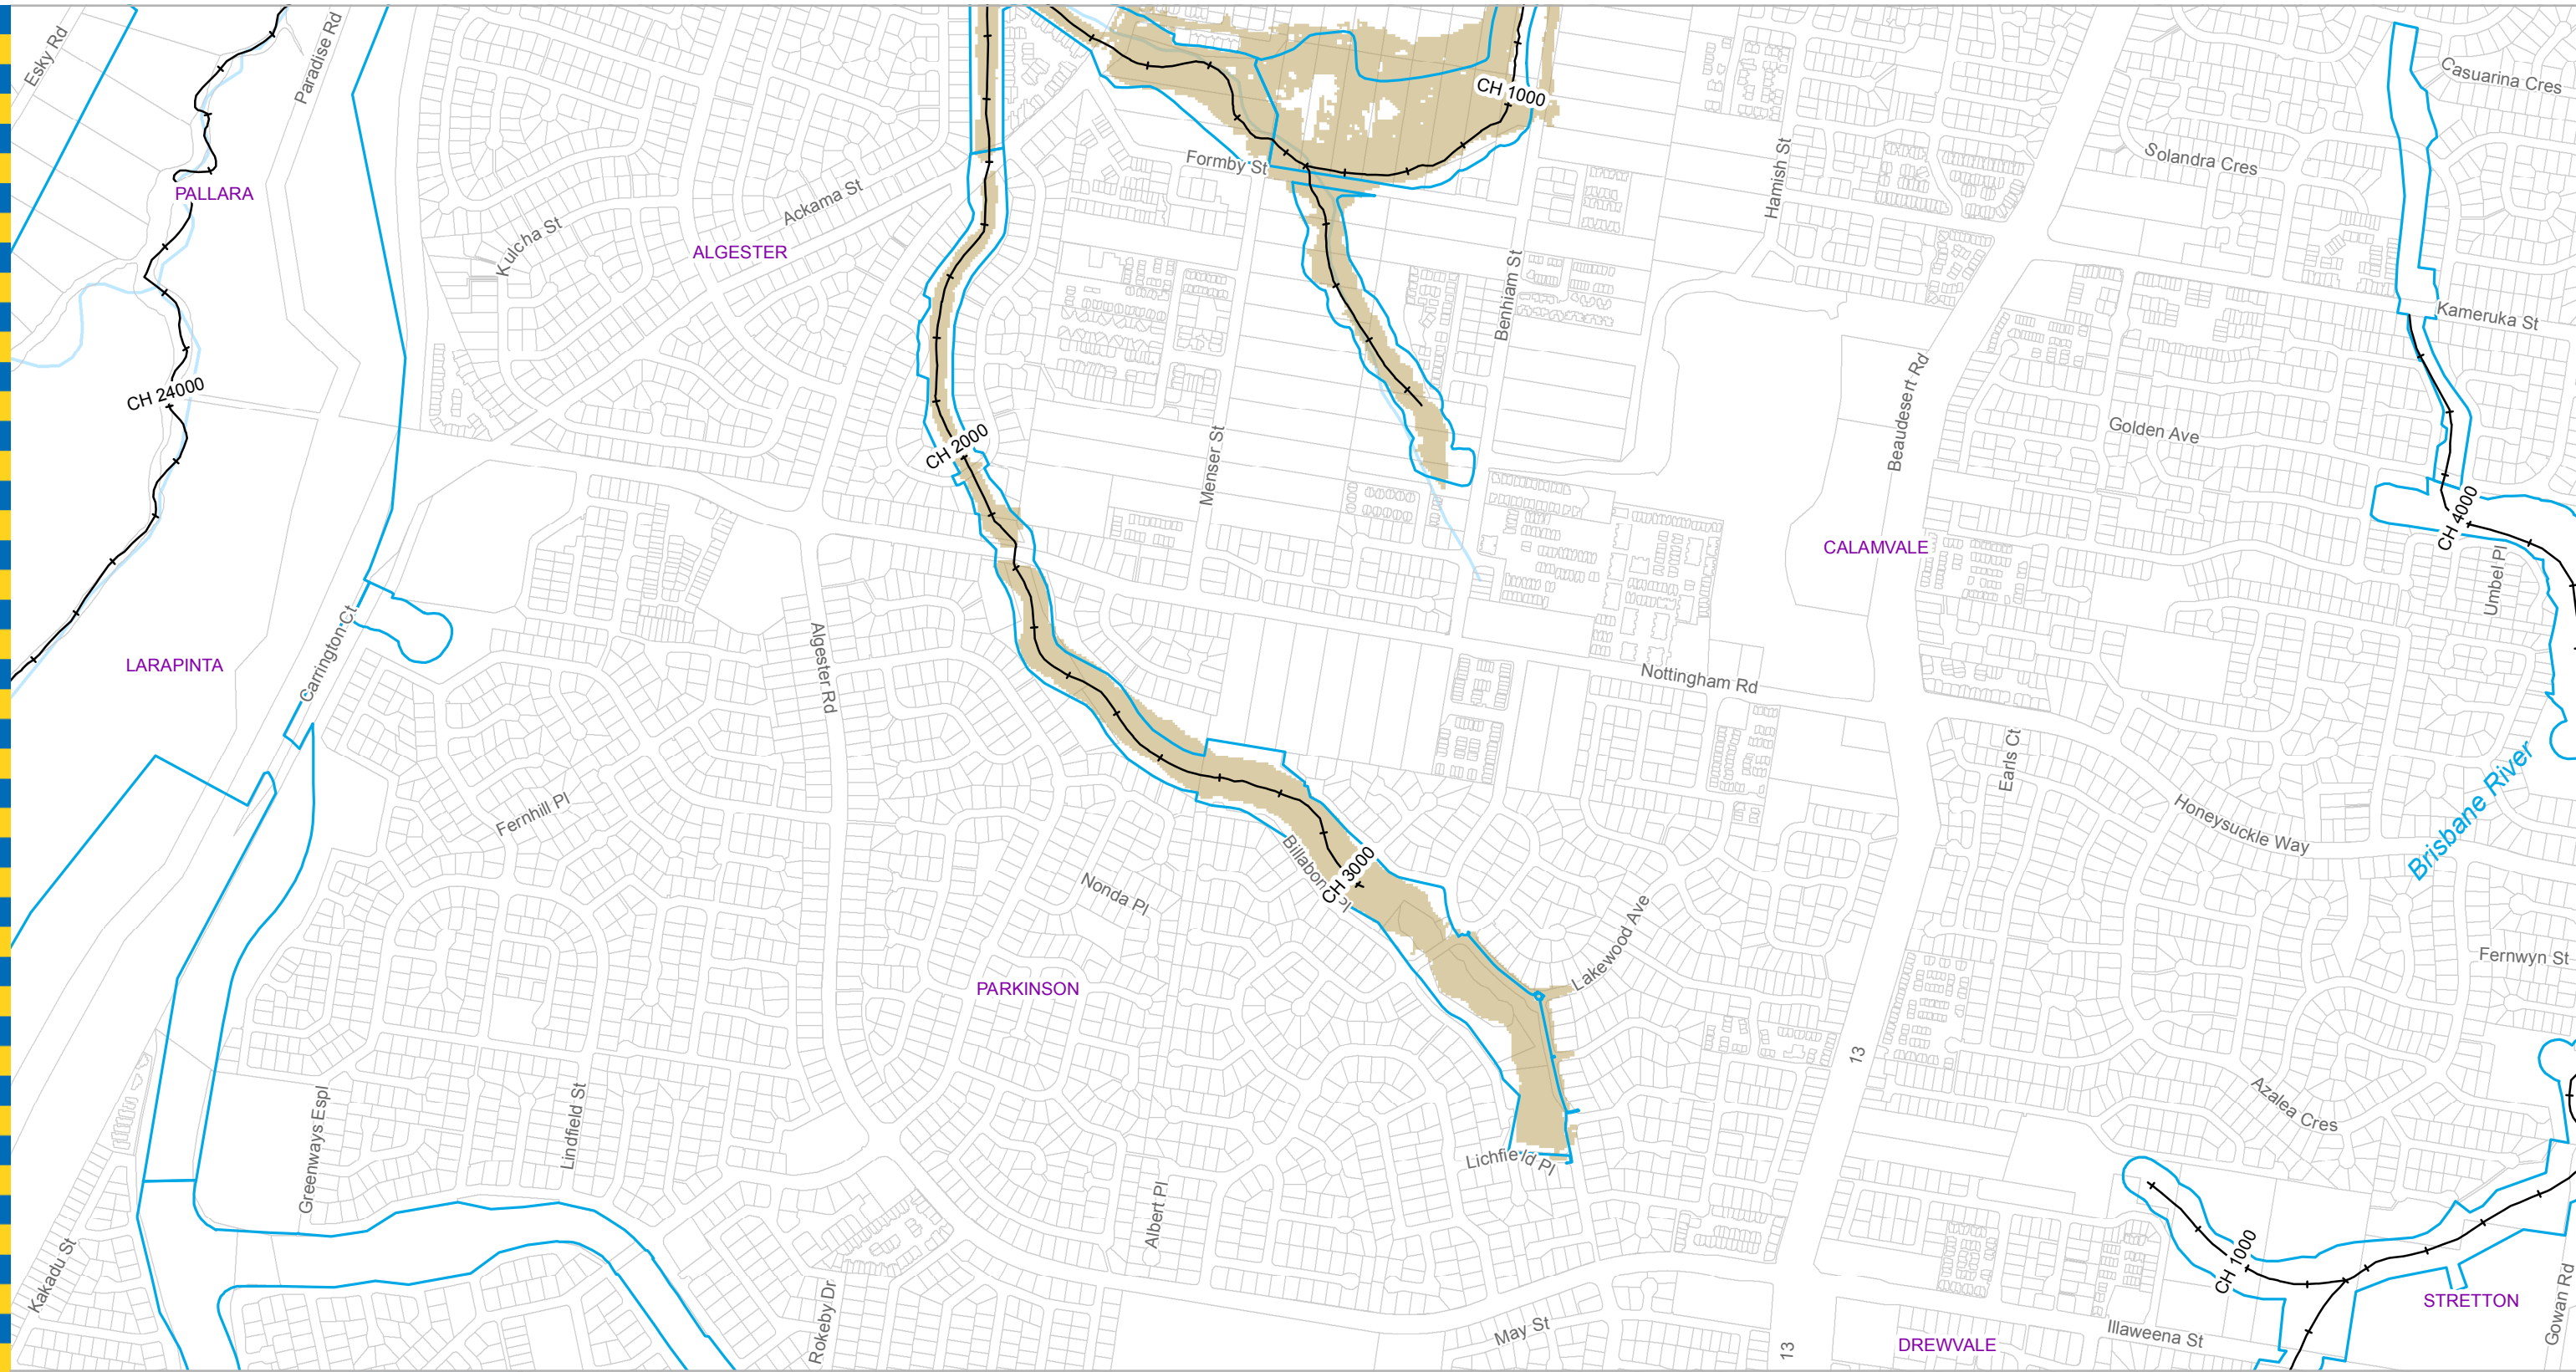 Esky Rd
Paradise Rd
Casuarina Cres
CH 1000
Solandra Cres
Formby St
Hamish St
PALLARA
Ackama St
Kulcha St
ALGESTER
Benhiam St
Kameruka St
CH 24000
Beaudesert Rd
Golden Ave
CH 2000
Menser St
CH 4000
CALAMVALE
Umbel Pl
Carrington Ct
LARAPINTA
Algester Rd
Nottingham Rd
Earls Ct
Fernhill Pl
Honeysuckle Way
Brisbane River
Billabong Pl
CH 3000
Nonda Pl
Lakewood Ave
Fernwyn St
PARKINSON
13
Azalea Cres
Greenways Espl
Lindfield St
Lichfield Pl
Albert Pl
Kakadu St
CH 1000
Rokeby Dr
May St
13
DREWVALE
Illaweena St
STRETTON
Gowan Rd